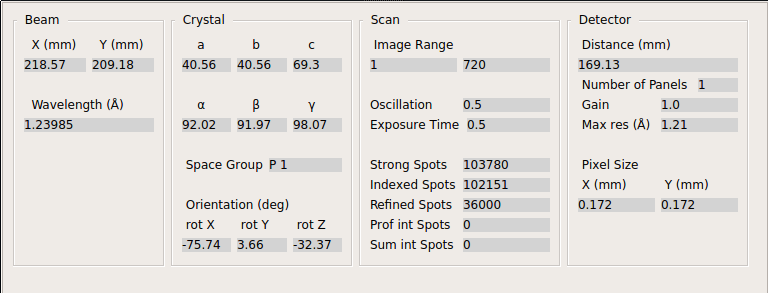 Beam
X (mm) Y (mm)
218.57 209.18
Wavelength (Å)
1.23985
Crystal
a b c
40.56 40.56 69.3
α β γ
92.02 91.97 98.07
Space Group P 1
Orientation (deg)
rot X rot Y rot Z
-75.74 3.66 -32.37
Scan
Image Range
1 720
Oscillation 0.5
Exposure Time 0.5
Strong Spots 103780
Indexed Spots 102151
Refined Spots 36000
Prof int Spots 0
Sum int Spots 0
Detector
Distance (mm)
169.13
Number of Panels 1
Gain 1.0
Max res (Å) 1.21
Pixel Size
X (mm) Y (mm)
0.172 0.172